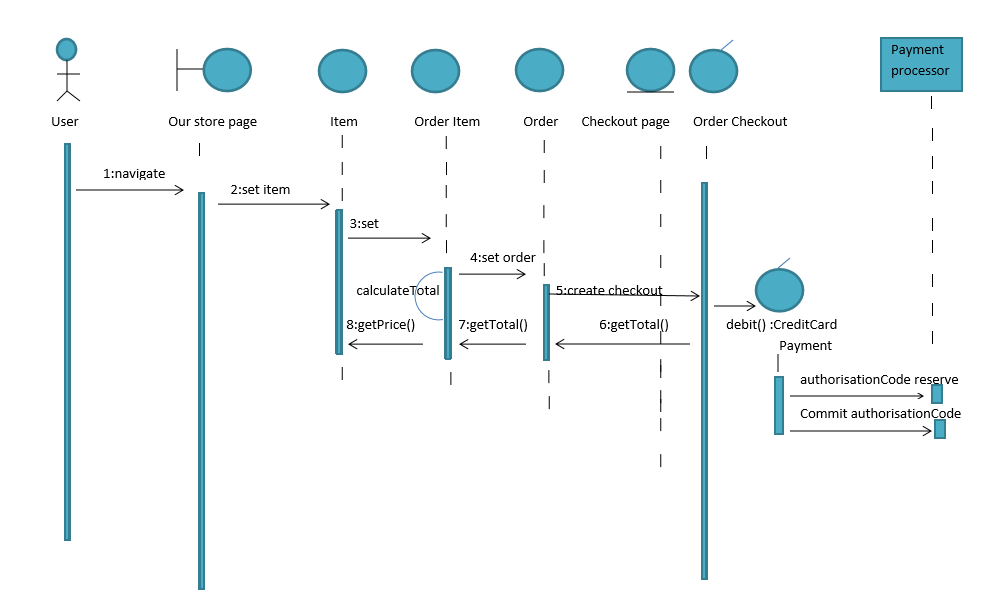 Payment
processor
User
Our store page
Item
Order Item
Order
Checkout page
Order Checkout
1:navigate
2:set item
3:set
4:set order
calculateTotal
5:create checkout
8:getPrice()
7:getTotal()
6:getTotal()
debit() :CreditCard
Payment
authorisationCode reserve
Commit authorisationCode